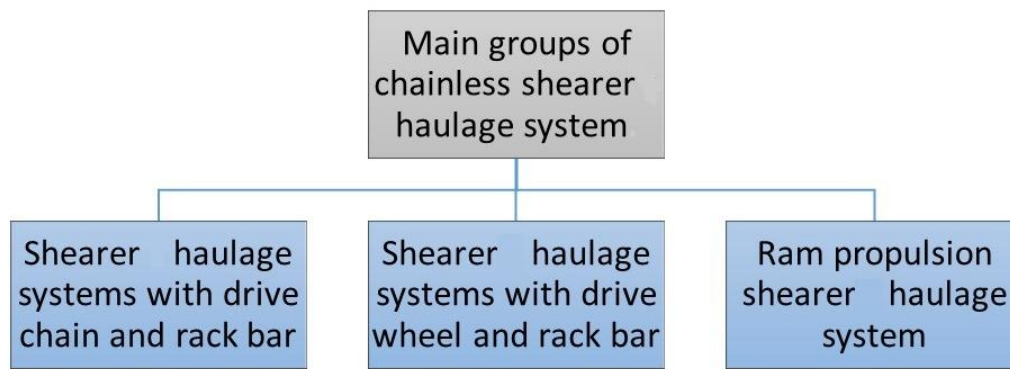 Main groups of
chainless shearer
haulage system
Shearer haulage
systems with drive
chain and rack bar
Shearer haulage
systems with drive
wheel and rack bar
Ram propulsion
shearer haulage
system